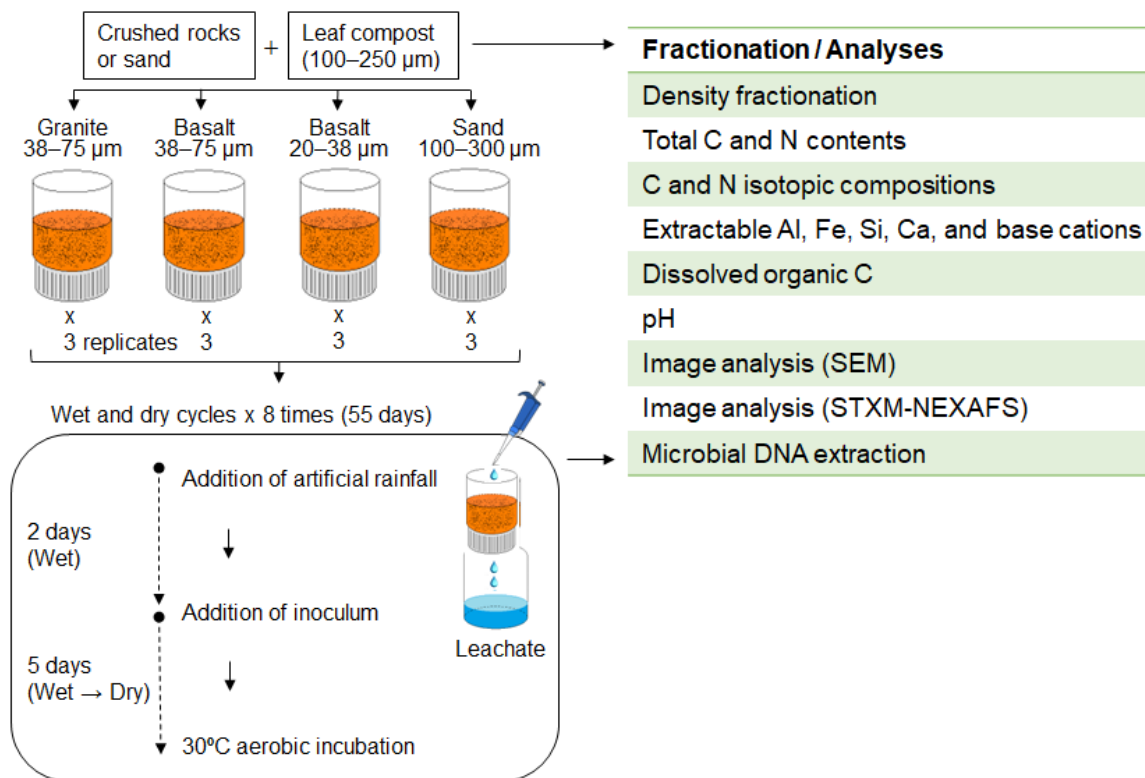 Crushed rocks
or sand
+
Leaf compost
(100–250 µm)
Granite
38–75 µm
Basalt
38–75 µm
Basalt
20–38 µm
Sand
100–300 µm
x
3 replicates
x
3
x
3
x
3
Wet and dry cycles x 8 times (55 days)
Addition of artificial rainfall
2 days
(Wet)
Addition of inoculum
5 days
(Wet → Dry)
30ºC aerobic incubation
Leachate
Fractionation / Analyses
Density fractionation
Total C and N contents
C and N isotopic compositions
Extractable Al, Fe, Si, Ca, and base cations
Dissolved organic C
pH
Image analysis (SEM)
Image analysis (STXM-NEXAFS)
Microbial DNA extraction